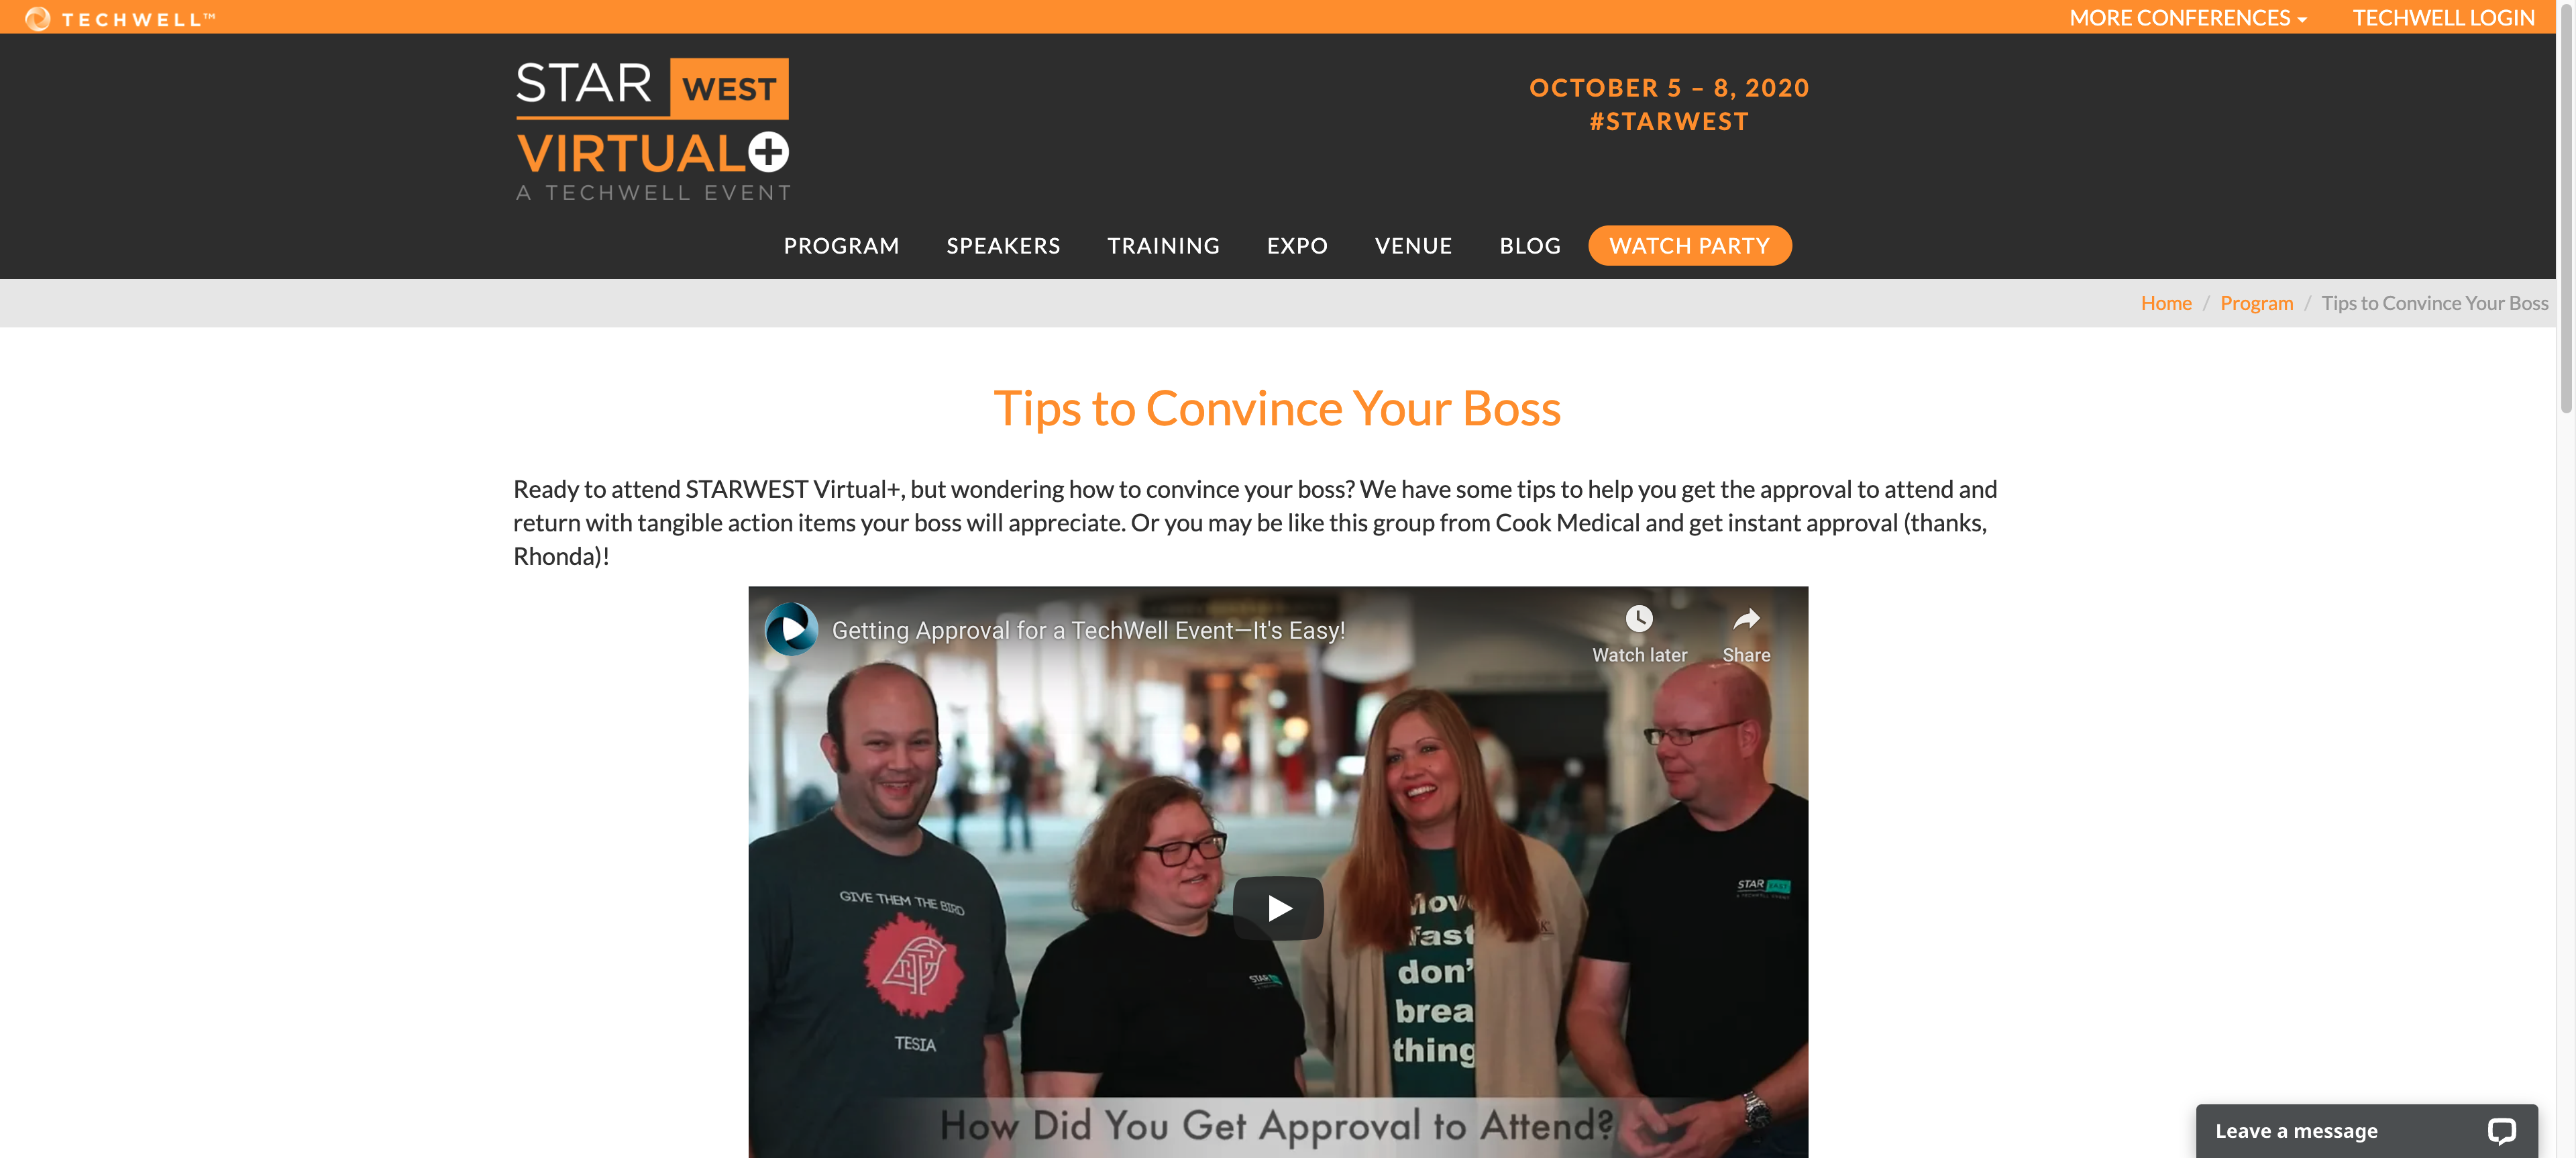 TECHWELL™
MORE CONFERENCES
TECHWELL LOGIN
STAR WEST
VIRTUAL+
A TECHWELL EVENT
OCTOBER 5 – 8, 2020
#STARWEST
PROGRAM SPEAKERS TRAINING EXPO VENUE BLOG WATCH PARTY
Home / Program / Tips to Convince Your Boss
Tips to Convince Your Boss
Ready to attend STARWEST Virtual+, but wondering how to convince your boss? We have some tips to help you get the approval to attend and
return with tangible action items your boss will appreciate. Or you may be like this group from Cook Medical and get instant approval (thanks,
Rhonda)!
Getting Approval for a TechWell Event—It's Easy!
Watch later
Share
GIVE THEM THE BIRD
TESIA
STAR
fast
don'
brea
thing
STAR EAST
How Did You Get Approval to Attend?
Leave a message